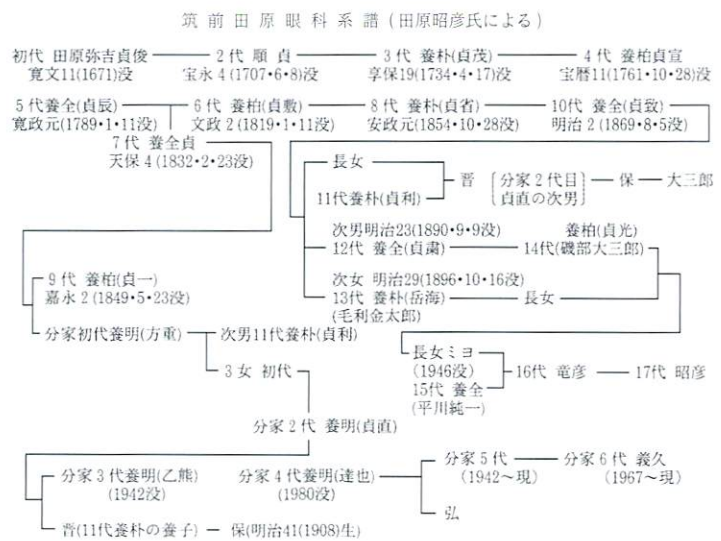 筑前田原眼科系譜(田原昭彦氏による)
初代 田原弥吉貞俊 2代 順貞 3代 養朴(貞茂) 4代 養柏貞宣
寛文11(1671)没 宝永4(1707・6・8)没 享保19(1734・4・17)没 宝暦11(1761・10・28)没
5代養全(貞辰) 6代 養柏(貞敷) 8代 養朴(貞省) 10代 養全(貞致)
寛政元(1789・1・11没) 文政2(1819・1・11没) 安政元(1854・10・28没) 明治2(1869・8・5没)
7代 養全貞
天保4(1832・2・23没)
長女
11代養朴(貞利)
晋
分家2代目
貞直の次男
保 大三郎
次男明治23(1890・9・9没) 養柏(貞光)
12代 養全(貞粛) 14代(磯部大三郎)
次女 明治29(1896・10・16没)
13代 養朴(岳海) 長女
(毛利金太郎)
9代 養柏(貞一)
嘉永2(1849・5・23没)
分家初代養明(方重) 次男11代養朴(貞利)
3女 初代
長女ミヨ
(1946没)
15代 養全
(平川純一)
16代 竜彦 17代 昭彦
分家2代 養明(貞直)
分家3代養明(乙熊) 分家4代養明(達也)
(1942没) (1980没)
分家5代 分家6代 義久
(1942〜現) (1967〜現)
弘
晋(11代養朴の養子) 保(明治41(1908)生)